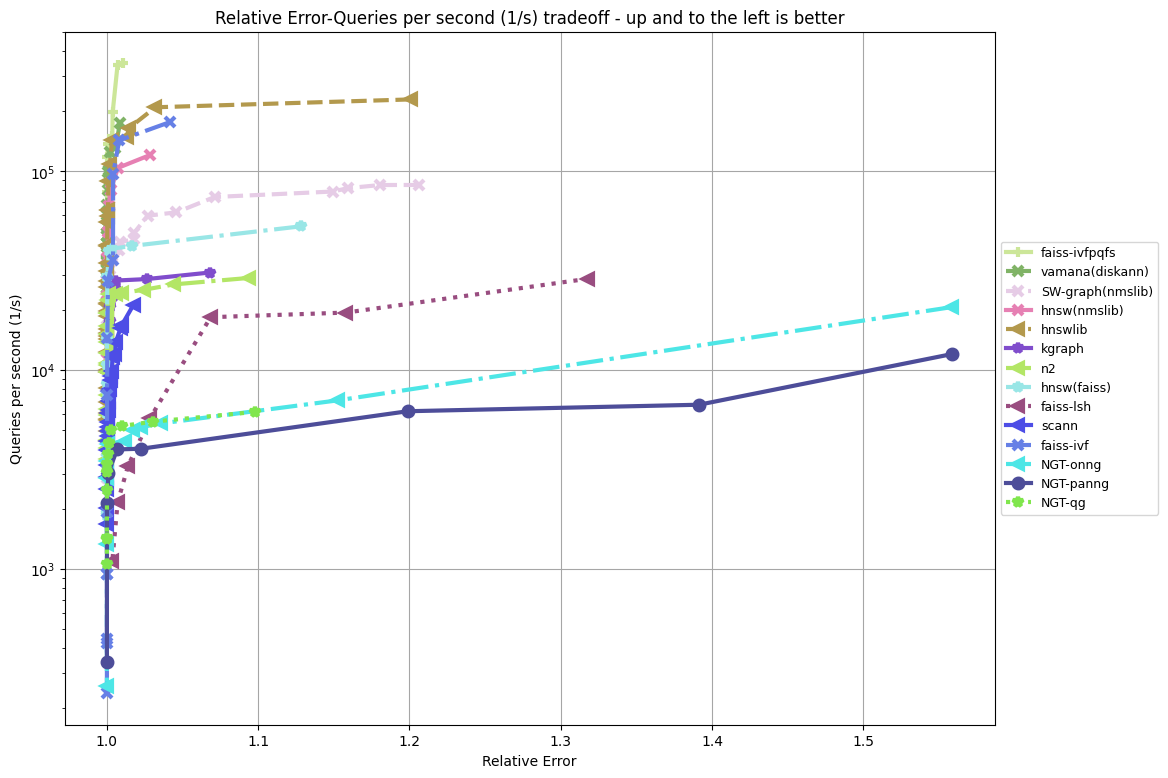 Relative Error-Queries per second (1/s) tradeoff - up and to the left is better
Queries per second (1/s)
10^5
10^4
10^3
1.0 1.1 1.2 1.3 1.4 1.5
Relative Error
faiss-ivfpqfs
vamana(diskann)
SW-graph(nmslib)
hnsw(nmslib)
hnswlib
kgraph
n2
hnsw(faiss)
faiss-lsh
scann
faiss-ivf
NGT-onng
NGT-panng
NGT-qg